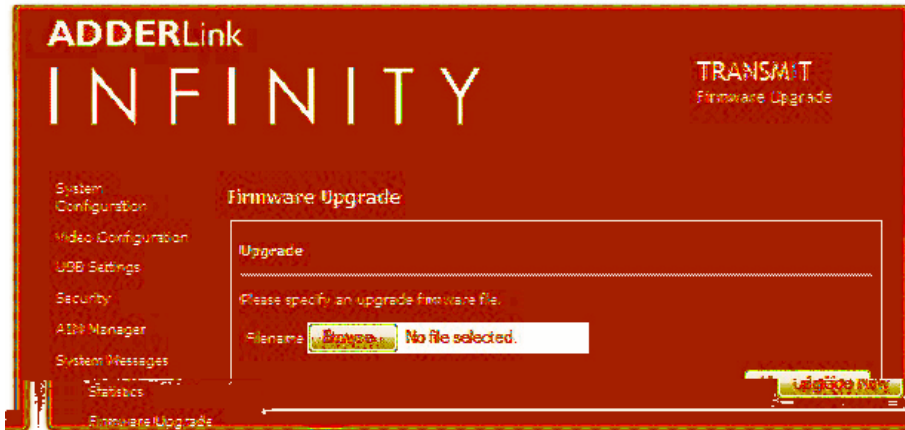 ADDERLink
INFINITY
TRANSMIT
Firmware Upgrade
System
Configuration
Video Configuration
USB Settings
Security
AIM Manager
System Messages
Statistics
Firmware Upgrade
Firmware Upgrade
Upgrade
Please specify an upgrade firmware file.
Filename
Browse...
No file selected.
Upgrade Now